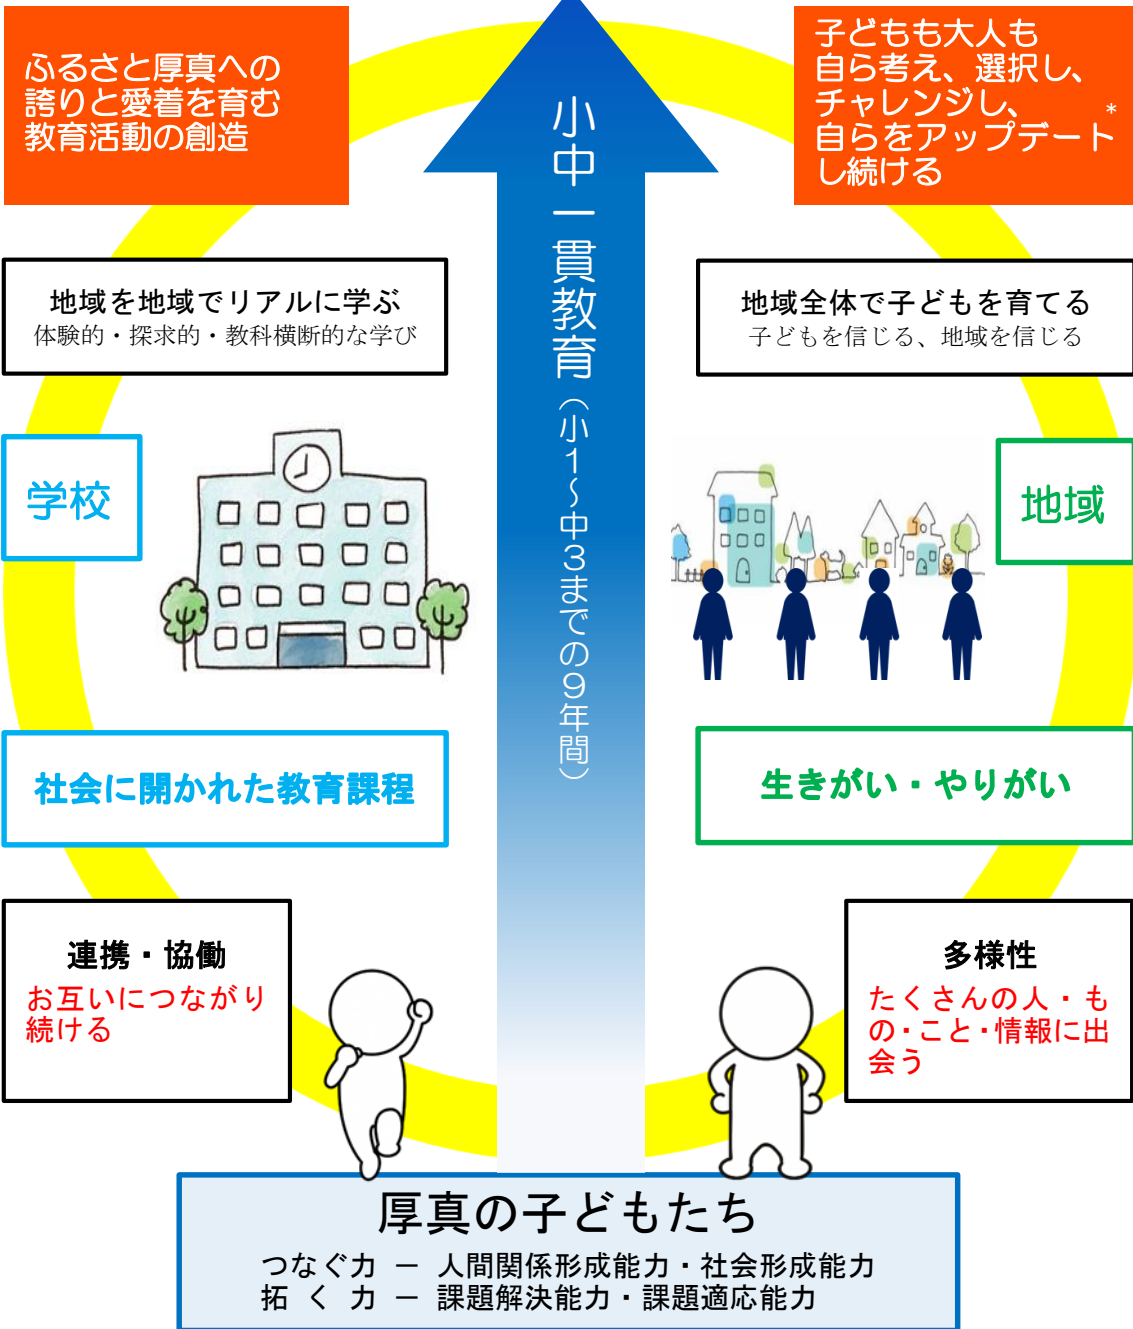 ふるさと厚真への
誇りと愛着を育む
教育活動の創造
子どもも大人も
自ら考え、選択し、
チャレンジし、 *
自らをアップデート
し続ける
小中一貫教育(小1~中3までの9年間)
地域を地域でリアルに学ぶ
体験的・探求的・教科横断的な学び
地域全体で子どもを育てる
子どもを信じる、地域を信じる
学校
地域
社会に開かれた教育課程
生きがい・やりがい
連携・協働
お互いにつながり
続ける
多様性
たくさんの人・も
の・こと・情報に出
会う
厚真の子どもたち
つなぐ力 － 人間関係形成能力・社会形成能力
拓く力 － 課題解決能力・課題適応能力